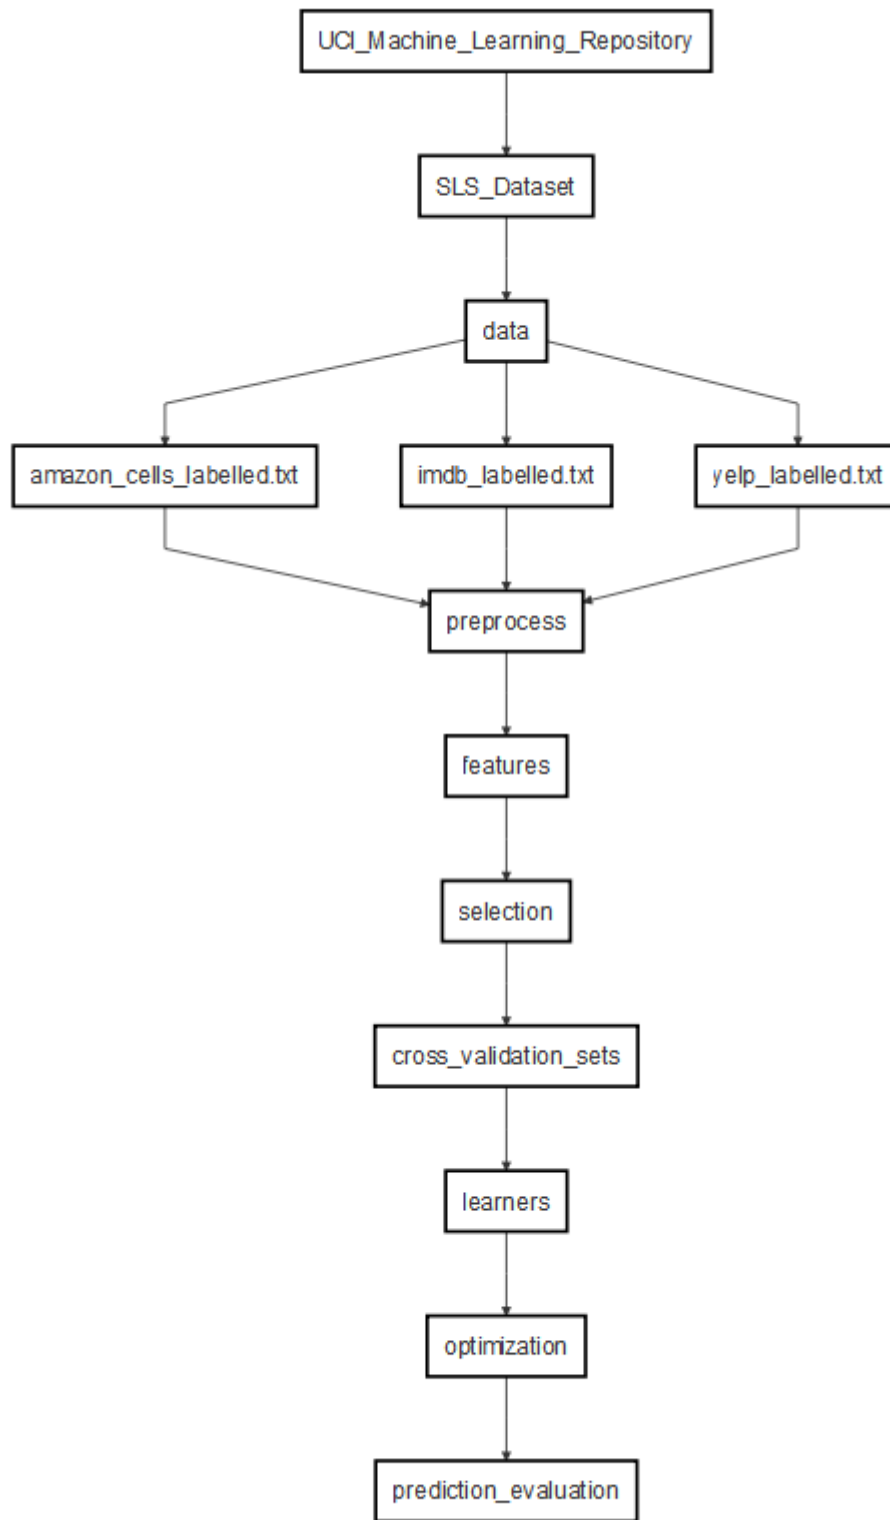 UCI_Machine_Learning_Repository
SLS_Dataset
data
amazon_cells_labelled.txt
imdb_labelled.txt
yelp_labelled.txt
preprocess
features
selection
cross_validation_sets
learners
optimization
prediction_evaluation